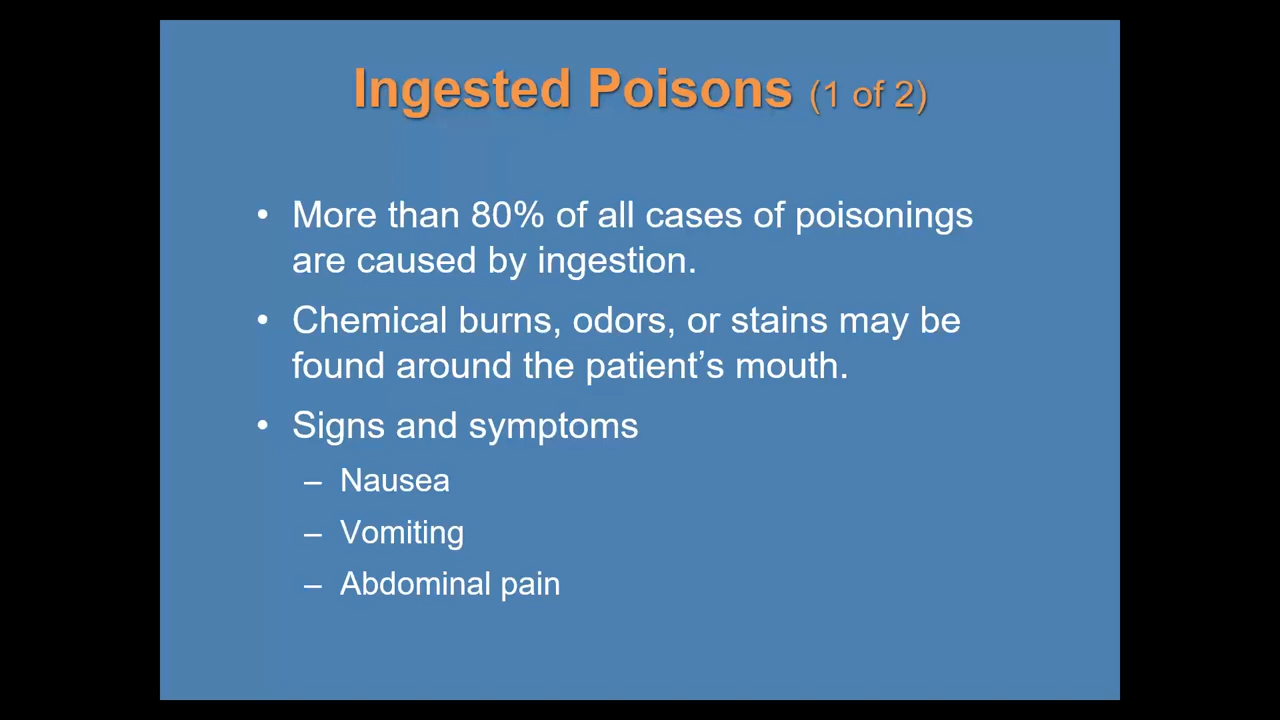 Ingested Poisons (1 of 2)
• More than 80% of all cases of poisonings
are caused by ingestion.
• Chemical burns, odors, or stains may be
found around the patient’s mouth.
• Signs and symptoms
– Nausea
– Vomiting
– Abdominal pain